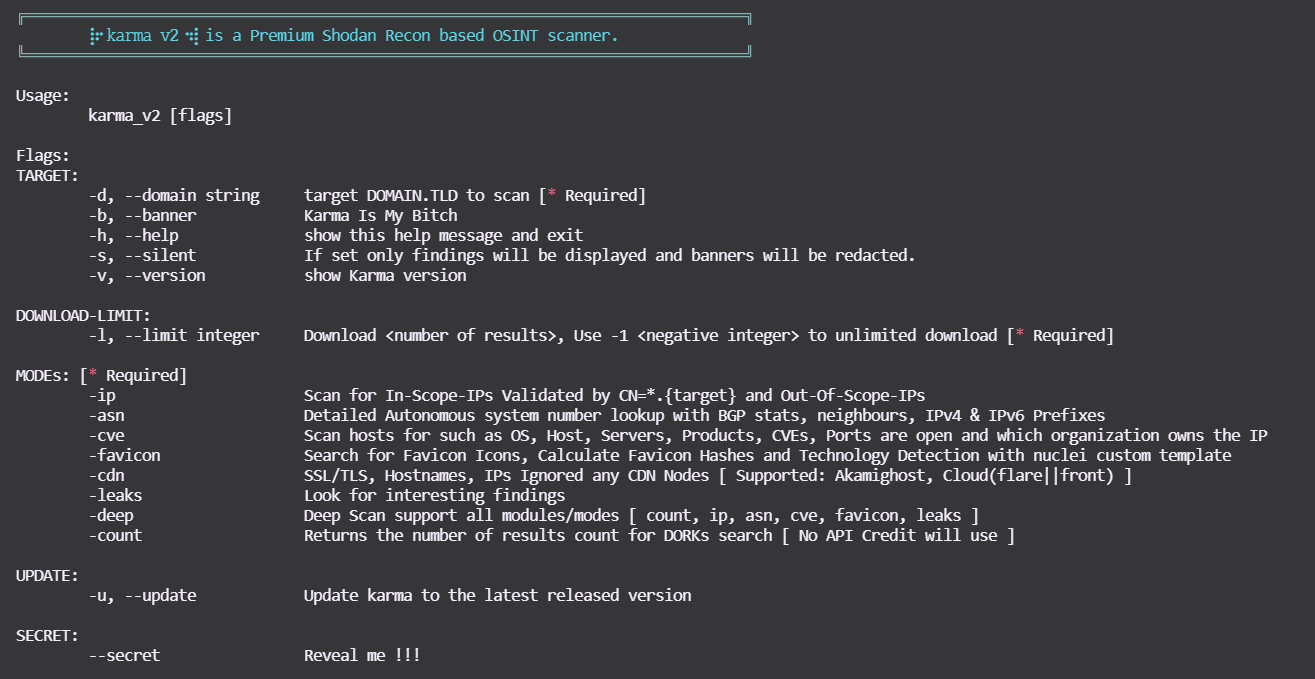 karma v2 is a Premium Shodan Recon based OSINT scanner.
Usage:
karma_v2 [flags]
Flags:
TARGET:
-d, --domain string target DOMAIN.TLD to scan [* Required]
-b, --banner Karma Is My Bitch
-h, --help show this help message and exit
-s, --silent If set only findings will be displayed and banners will be redacted.
-v, --version show Karma version
DOWNLOAD-LIMIT:
-l, --limit integer Download <number of results>, Use -1 <negative integer> to unlimited download [* Required]
MODEs: [* Required]
-ip Scan for In-Scope-IPs Validated by CN=*.{target} and Out-Of-Scope-IPs
-asn Detailed Autonomous system number lookup with BGP stats, neighbours, IPv4 & IPv6 Prefixes
-cve Scan hosts for such as OS, Host, Servers, Products, CVEs, Ports are open and which organization owns the IP
-favicon Search for Favicon Icons, Calculate Favicon Hashes and Technology Detection with nuclei custom template
-cdn SSL/TLS, Hostnames, IPs Ignored any CDN Nodes [ Supported: Akamighost, Cloud(flare||front) ]
-leaks Look for interesting findings
-deep Deep Scan support all modules/modes [ count, ip, asn, cve, favicon, leaks ]
-count Returns the number of results count for DORKs search [ No API Credit will use ]
UPDATE:
-u, --update Update karma to the latest released version
SECRET:
--secret Reveal me !!!